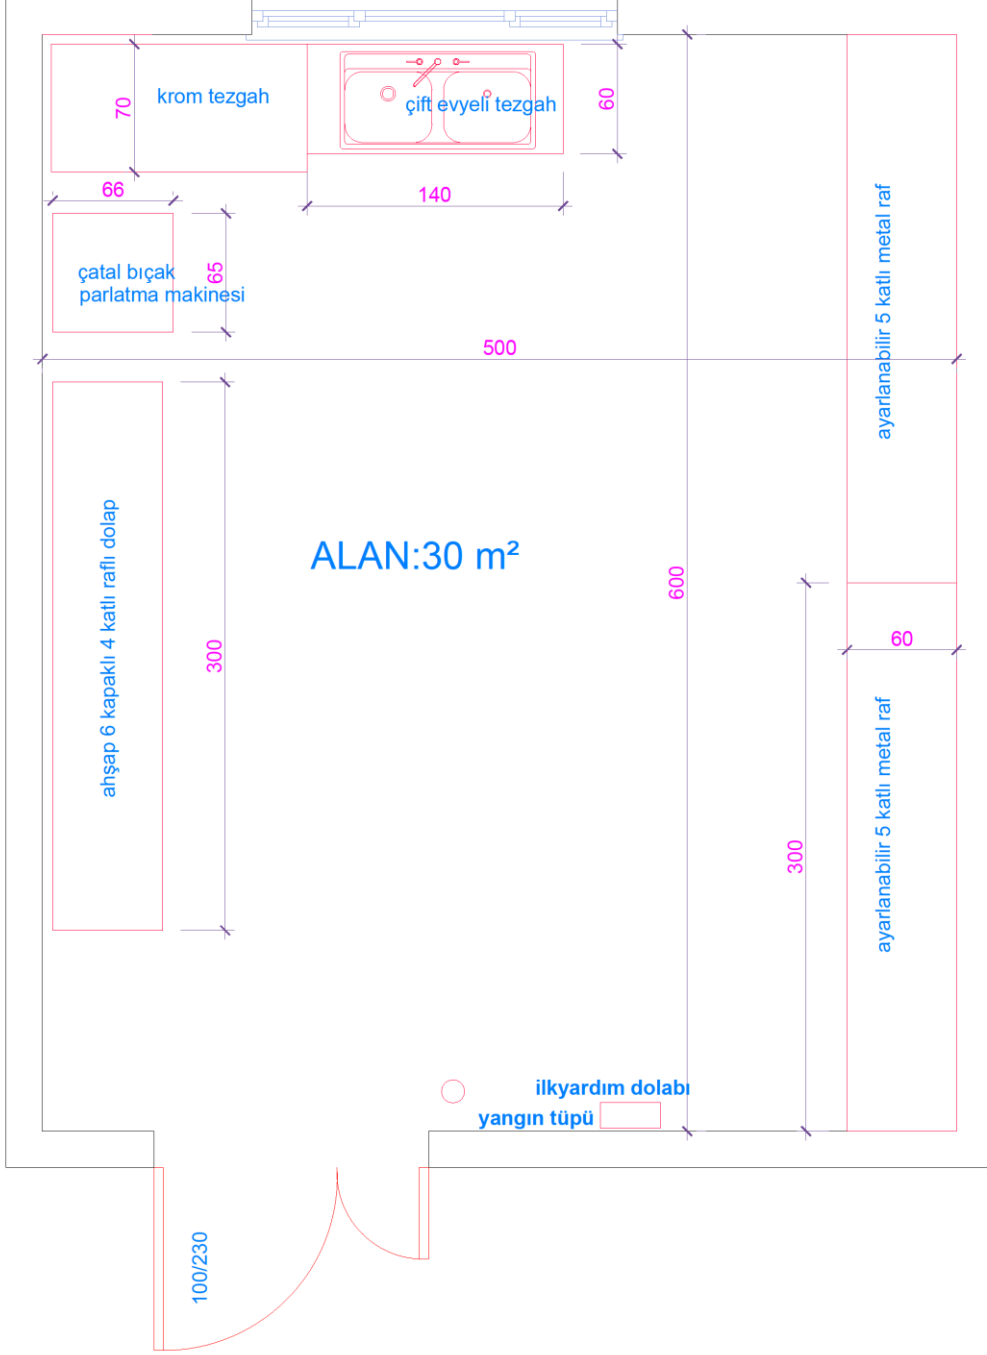 krom tezgah
70
çift evyeli tezgah
60
66
140
çatal bıçak
parlatma makinesi
65
ayarlanabilir 5 katlı metal raf
500
ahşap 6 kapaklı 4 katlı raflı dolap
300
ALAN:30 m²
600
60
ayarlanabilir 5 katlı metal raf
300
ilkyardım dolabı
yangın tüpü
100/230